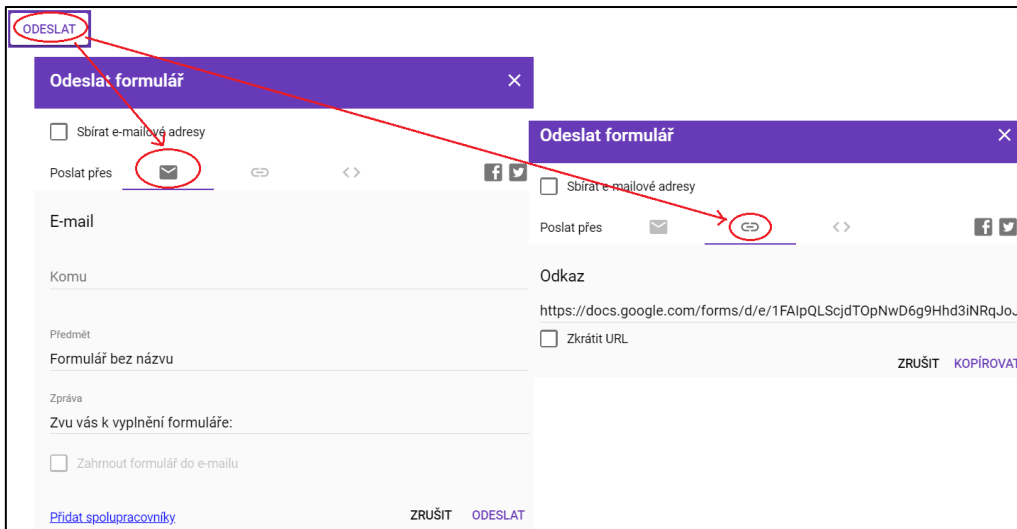 ODESLAT
Odeslat formulář
Sbírat e-mailové adresy
Poslat přes
E-mail
Komu
Předmět
Formulář bez názvu
Zpráva
Zvu vás k vyplnění formuláře:
Zahrnout formulář do e-mailu
Přidat spolupracovníky
ZRUŠIT ODESLAT
Odeslat formulář
Sbírat e-mailové adresy
Poslat přes
Odkaz
https://docs.google.com/forms/d/e/1FAIpQLScjdTOpNwD6g9Hhd3iNRqJoJ
Zkrátit URL
ZRUŠIT KOPÍROVAT